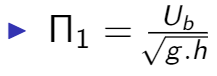 ▶ Π₁ = U_b / √(g.h)